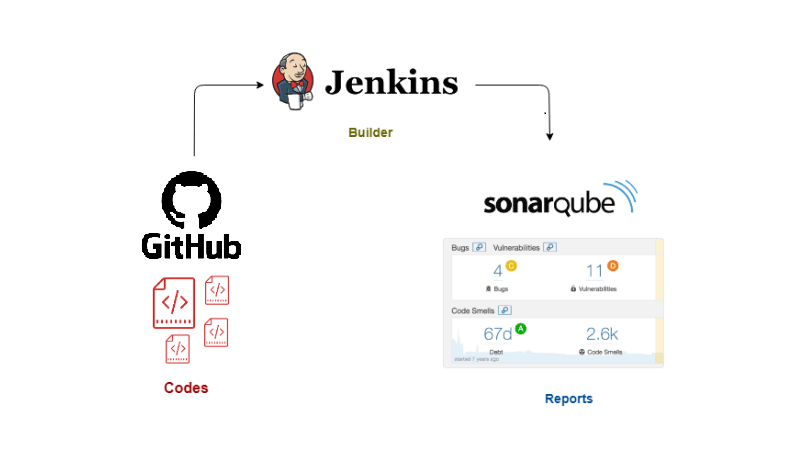 Jenkins
Builder
GitHub
</>
</>
</>
</>
Codes
sonarqube
Bugs Vulnerabilities
4 C 11 D
Bugs Vulnerabilities
Code Smells
67d A 2.6k
Debt Code Smells
started 7 years ago
Reports